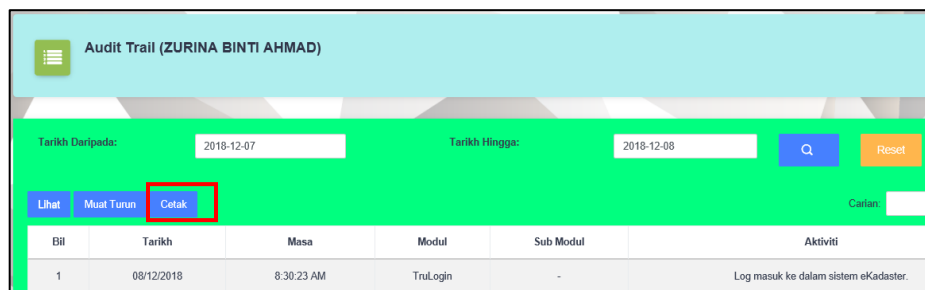 Audit Trail (ZURINA BINTI AHMAD)
Tarikh Daripada: 2018-12-07 Tarikh Hingga: 2018-12-08 Reset
Lihat Muat Turun Cetak Carian:
Bil Tarikh Masa Modul Sub Modul Aktiviti
1 08/12/2018 8:30:23 AM TruLogin - Log masuk ke dalam sistem eKadaster.